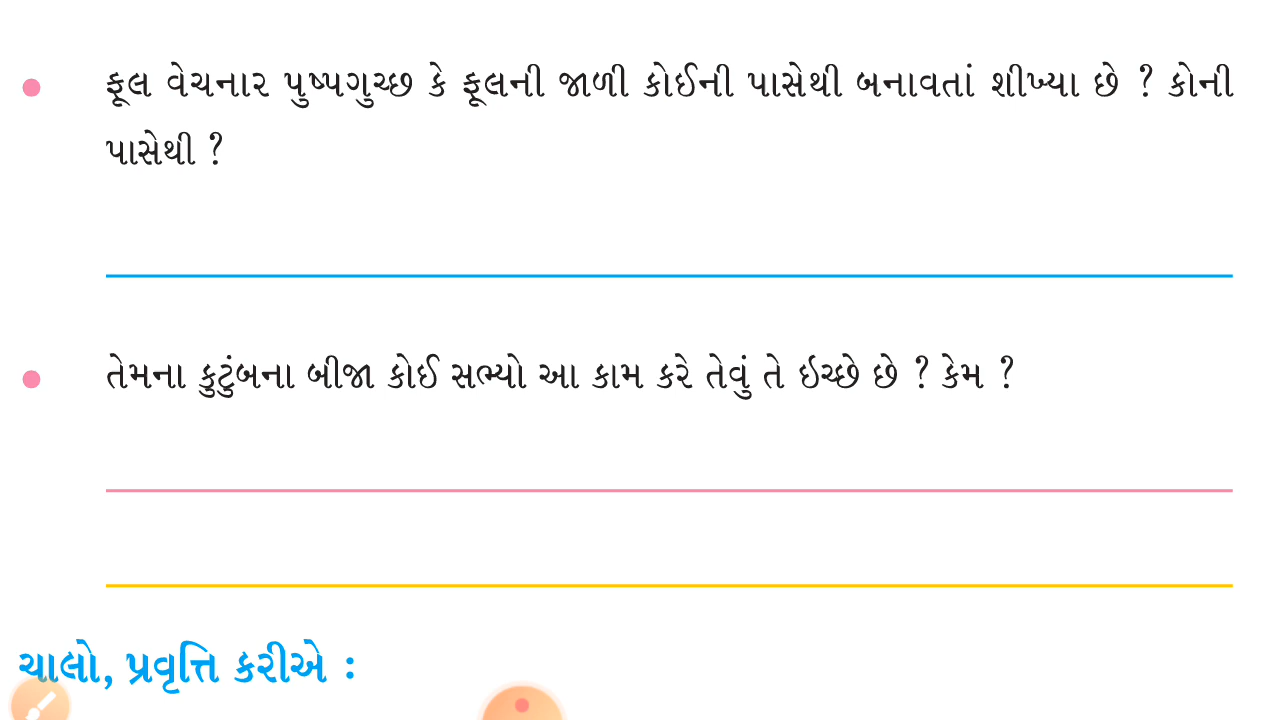 ફૂલ વેચનાર પુષ્પગુચ્છ કે ફૂલની જાળી કોઈની પાસેથી બનાવતાં શીખ્યા છે ? કોની
પાસેથી ?
તેમના કુટુંબના બીજા કોઈ સભ્યો આ કામ કરે તેવું તે ઇચ્છે છે ? કેમ ?
ચાલો, પ્રવૃત્તિ કરીએ :